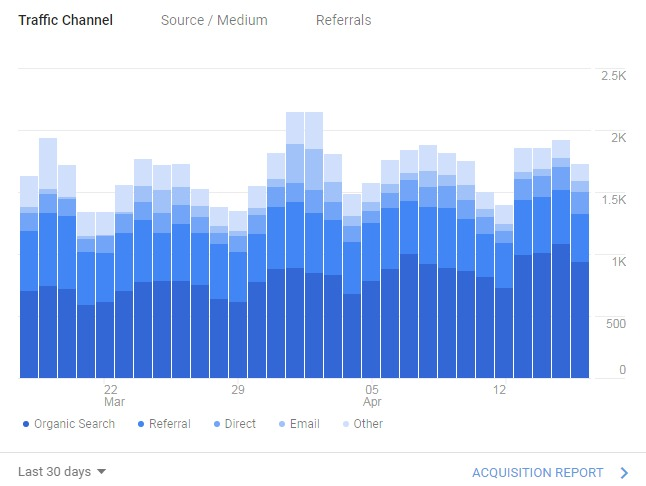 Traffic Channel Source / Medium Referrals
2.5K
2K
1.5K
1K
500
0
22 29 05 12
Mar Apr
Organic Search Referral Direct Email Other
Last 30 days ACQUISITION REPORT